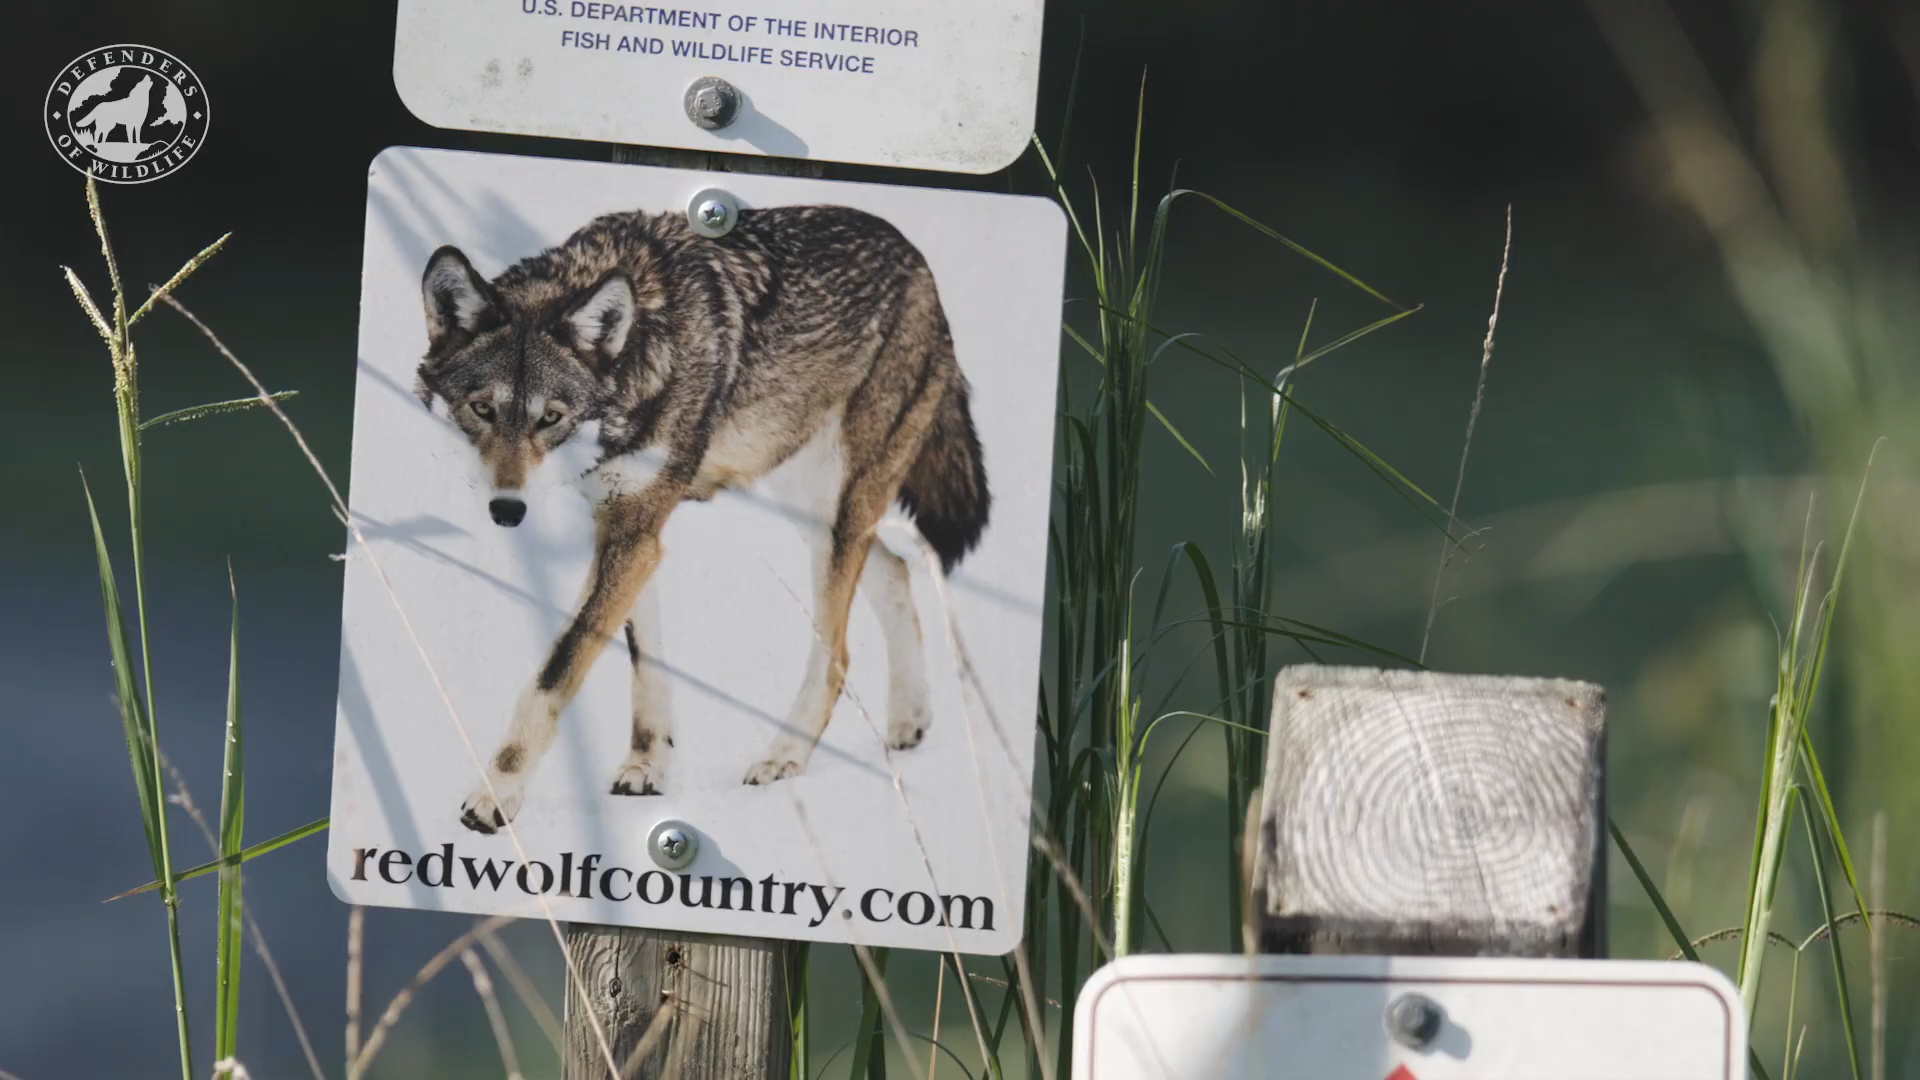 DEFENDERS
OF WILDLIFE
U.S. DEPARTMENT OF THE INTERIOR
FISH AND WILDLIFE SERVICE
redwolfcountry.com